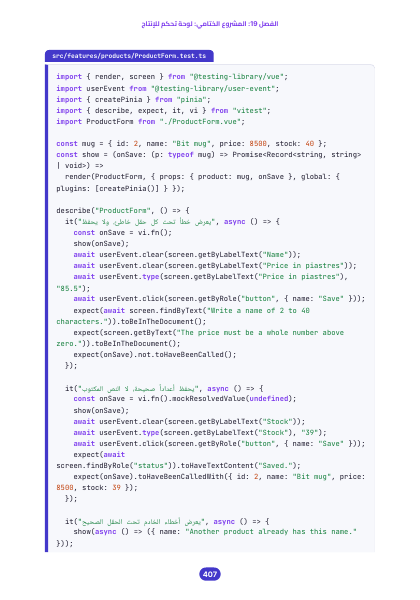 الفصل 19: المشروع الختامي: لوحة تحكم للإنتاج
src/features/products/ProductForm.test.ts
import { render, screen } from "@testing-library/vue";
import userEvent from "@testing-library/user-event";
import { createPinia } from "pinia";
import { describe, expect, it, vi } from "vitest";
import ProductForm from "./ProductForm.vue";
const mug = { id: 2, name: "Bit mug", price: 8500, stock: 40 };
const show = (onSave: (p: typeof mug) => Promise<Record<string, string>
| void>) =>
render(ProductForm, { props: { product: mug, onSave }, global: {
plugins: [createPinia()] } });
describe("ProductForm", () => {
it("يعرض خطأ تحت كل حقل خاطئ، ولا يحفظ", async () => {
const onSave = vi.fn();
show(onSave);
await userEvent.clear(screen.getByLabelText("Name"));
await userEvent.clear(screen.getByLabelText("Price in piastres"));
await userEvent.type(screen.getByLabelText("Price in piastres"),
"85.5");
await userEvent.click(screen.getByRole("button", { name: "Save" }));
expect(await screen.findByText("Write a name of 2 to 40
characters.")).toBeInTheDocument();
expect(screen.getByText("The price must be a whole number above
zero.")).toBeInTheDocument();
expect(onSave).not.toHaveBeenCalled();
});
it("يحفظ أعداداً صحيحة، لا النص المكتوب", async () => {
const onSave = vi.fn().mockResolvedValue(undefined);
show(onSave);
await userEvent.clear(screen.getByLabelText("Stock"));
await userEvent.type(screen.getByLabelText("Stock"), "39");
await userEvent.click(screen.getByRole("button", { name: "Save" }));
expect(await
screen.findByRole("status")).toHaveTextContent("Saved.");
expect(onSave).toHaveBeenCalledWith({ id: 2, name: "Bit mug", price:
8500, stock: 39 });
});
it("يعرض أخطاء الخادم تحت الحقل الصحيح", async () => {
show(async () => ({ name: "Another product already has this name."
}));
407